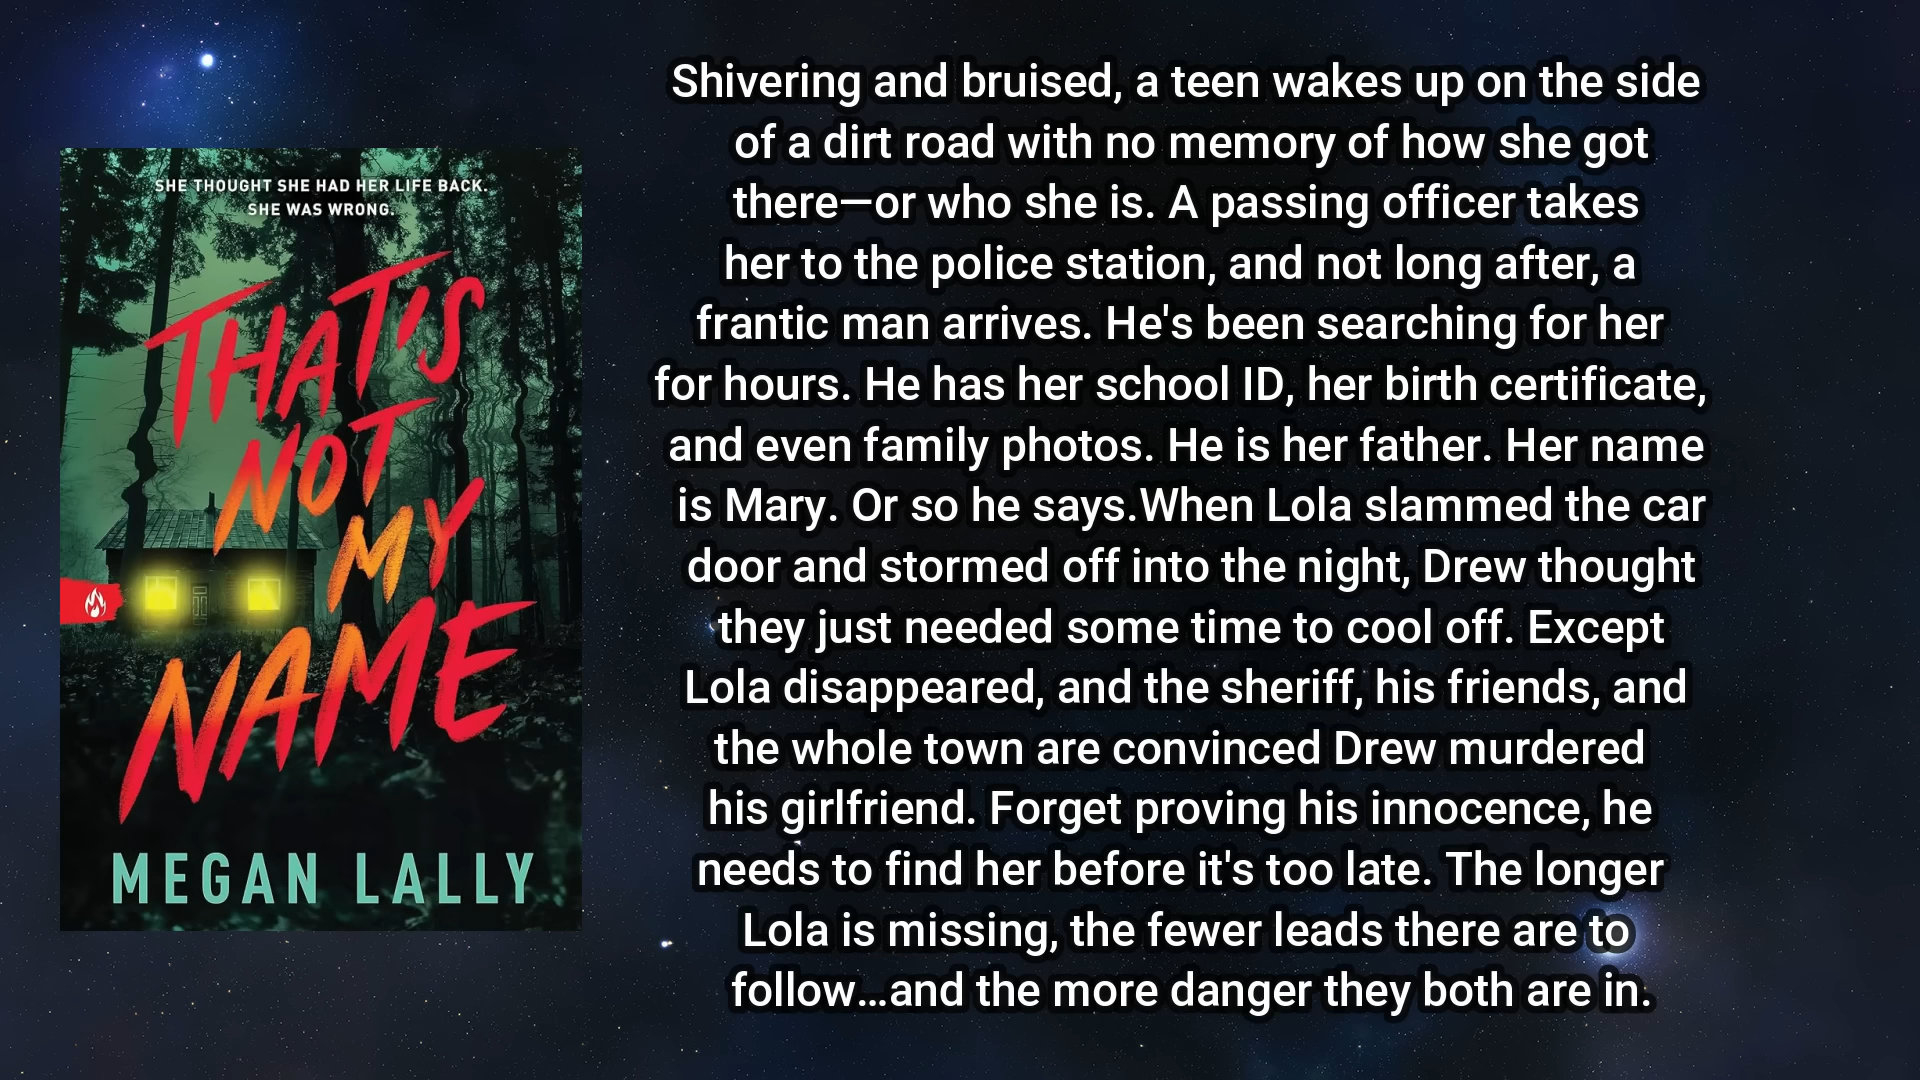 SHE THOUGHT SHE HAD HER LIFE BACK.
SHE WAS WRONG.
THAT'S
NOT
MY
NAME
MEGAN LALLY
Shivering and bruised, a teen wakes up on the side
of a dirt road with no memory of how she got
there—or who she is. A passing officer takes
her to the police station, and not long after, a
frantic man arrives. He's been searching for her
for hours. He has her school ID, her birth certificate,
and even family photos. He is her father. Her name
is Mary. Or so he says.When Lola slammed the car
door and stormed off into the night, Drew thought
they just needed some time to cool off. Except
Lola disappeared, and the sheriff, his friends, and
the whole town are convinced Drew murdered
his girlfriend. Forget proving his innocence, he
needs to find her before it's too late. The longer
Lola is missing, the fewer leads there are to
follow…and the more danger they both are in.